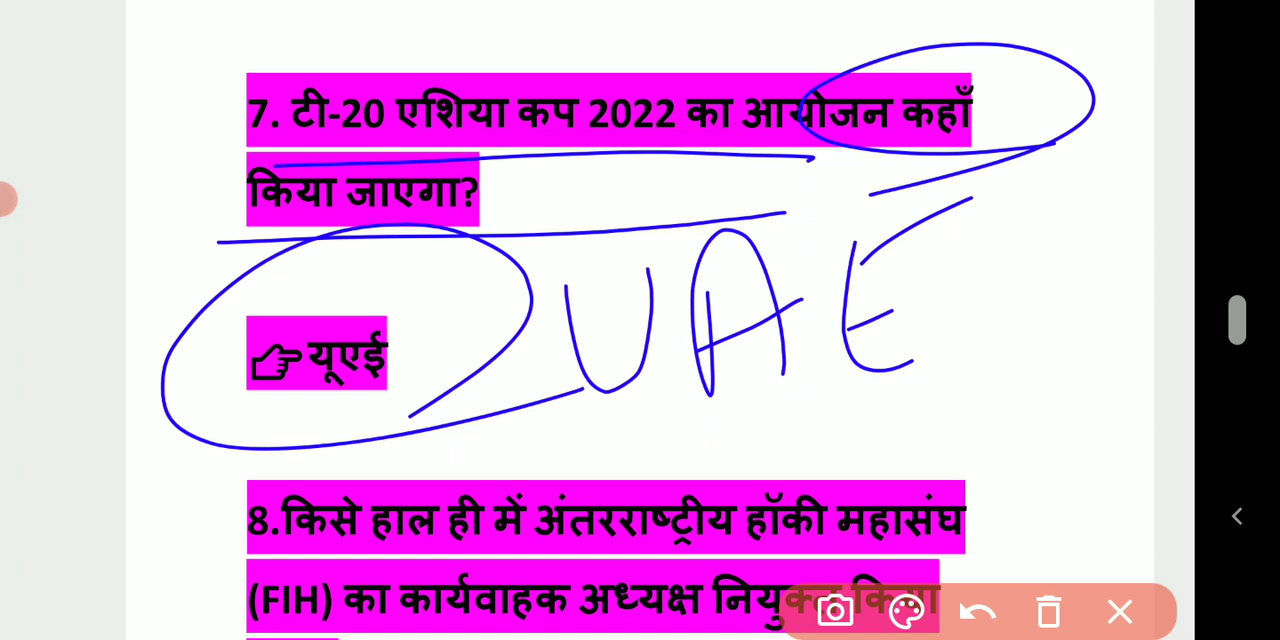 7. टी-20 एशिया कप 2022 का आयोजन कहाँ
किया जाएगा?
👉यूएई
UAE
8.किसे हाल ही में अंतरराष्ट्रीय हॉकी महासंघ
(FIH) का कार्यवाहक अध्यक्ष नियुक्त किया